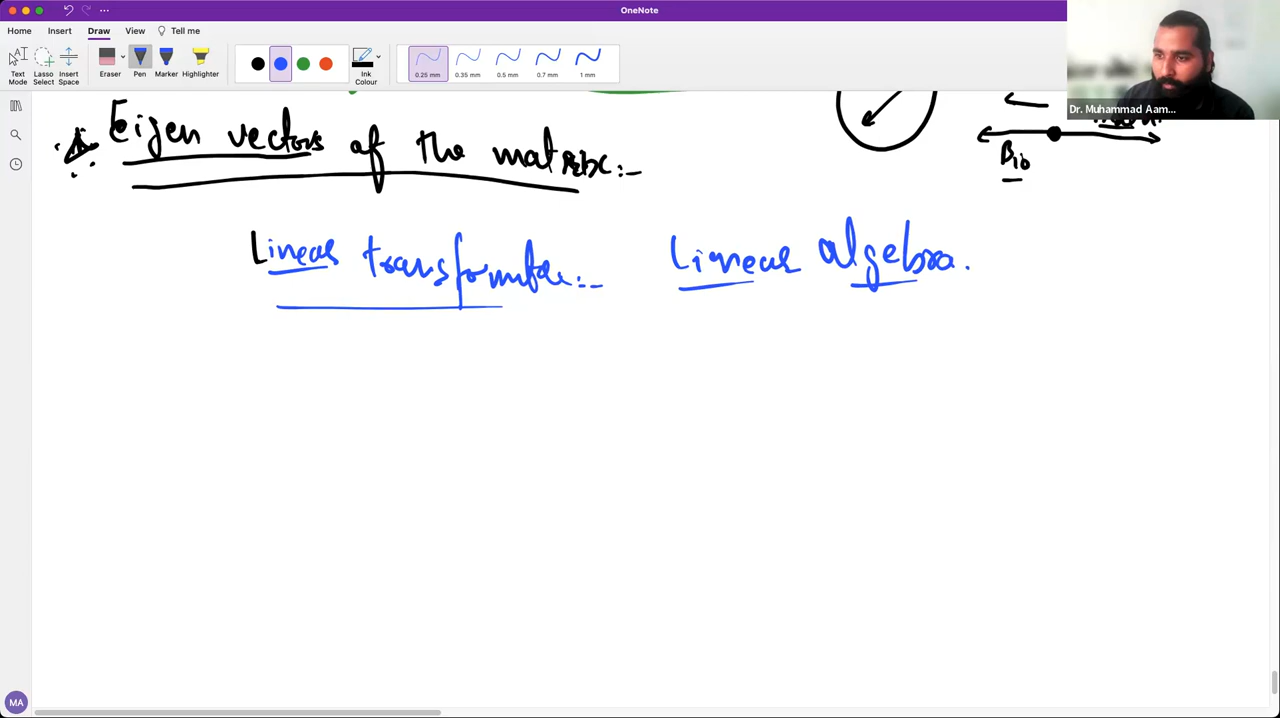 OneNote
Home Insert Draw View Tell me
Text Mode
Lasso Select
Insert Space
Eraser
Pen
Marker
Highlighter
Ink Colour
0.25 mm
0.35 mm
0.5 mm
0.7 mm
1 mm
Dr. Muhammad Aam...
Eigen vectors of the matrix:-
Bio
Linear Linear algebra.
MA